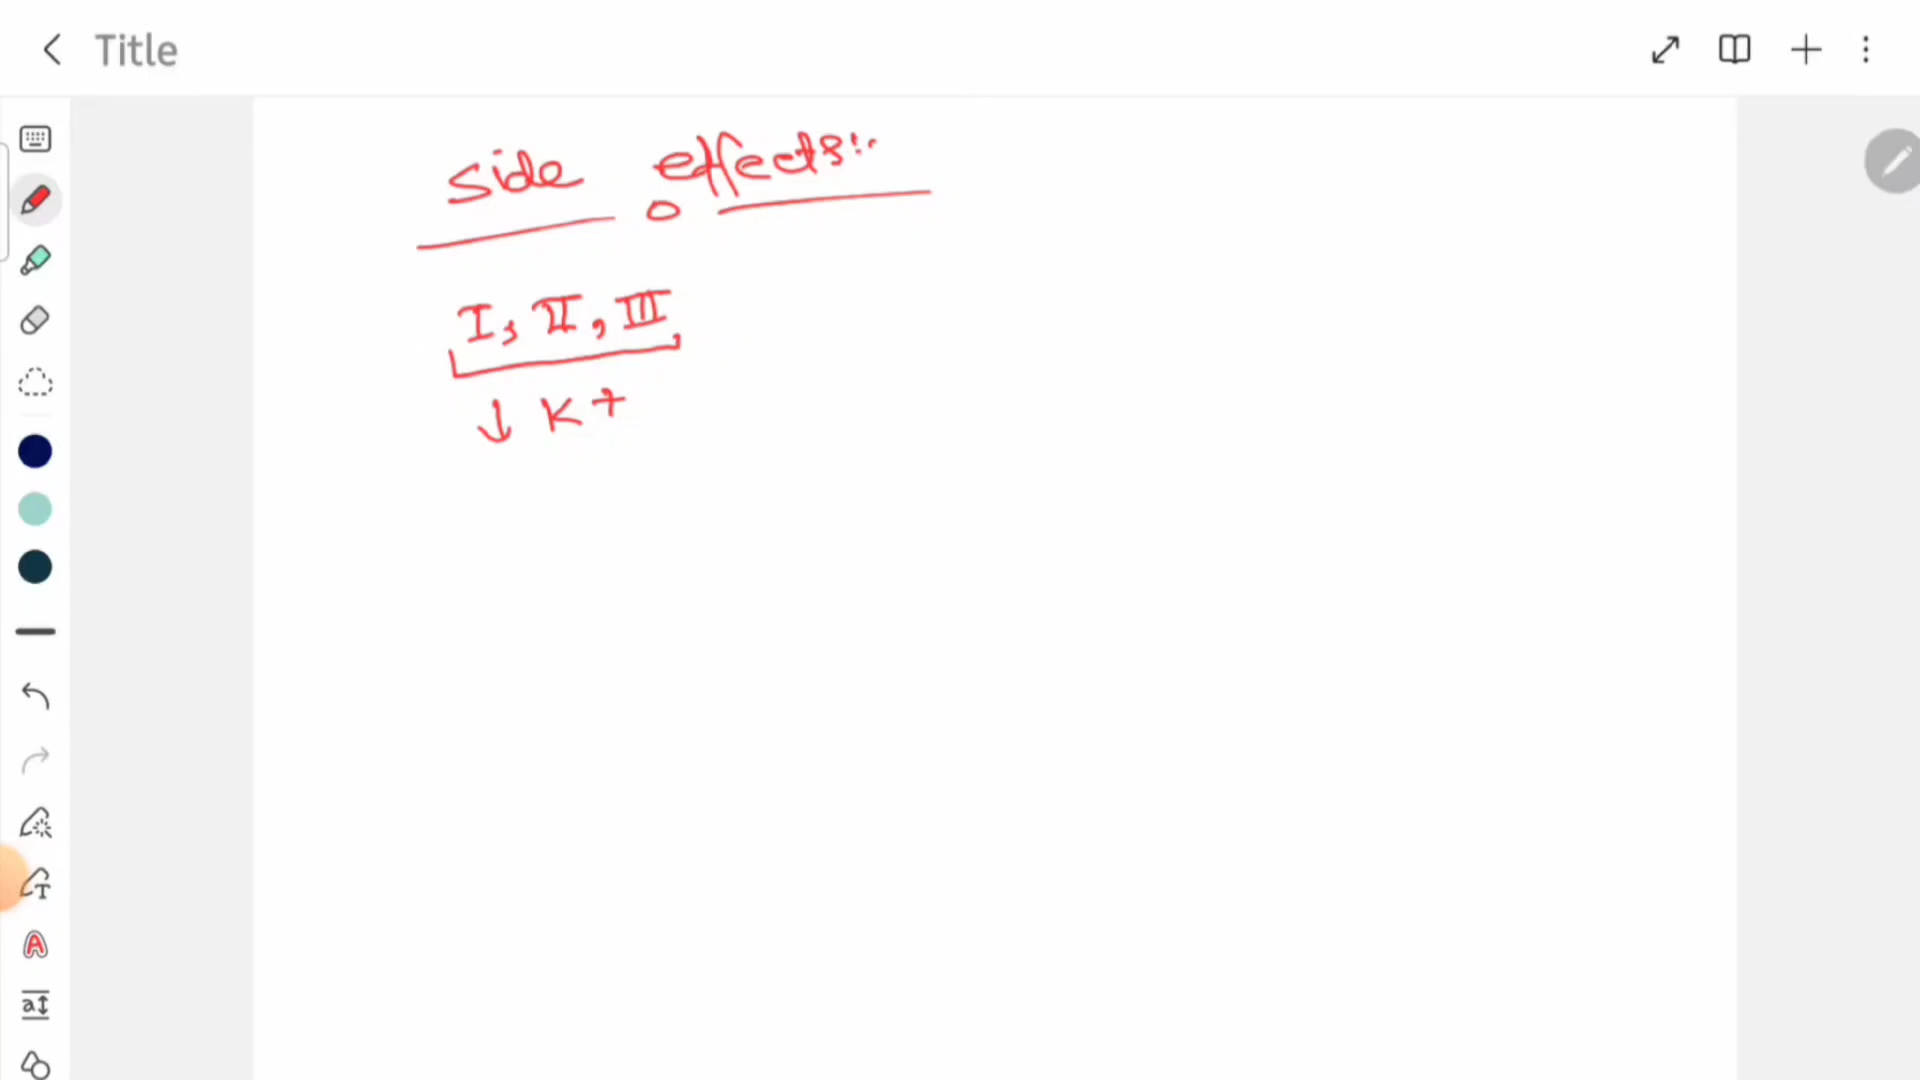 Title
Side effects:-
I, II, III
↓ K+
T
A
a